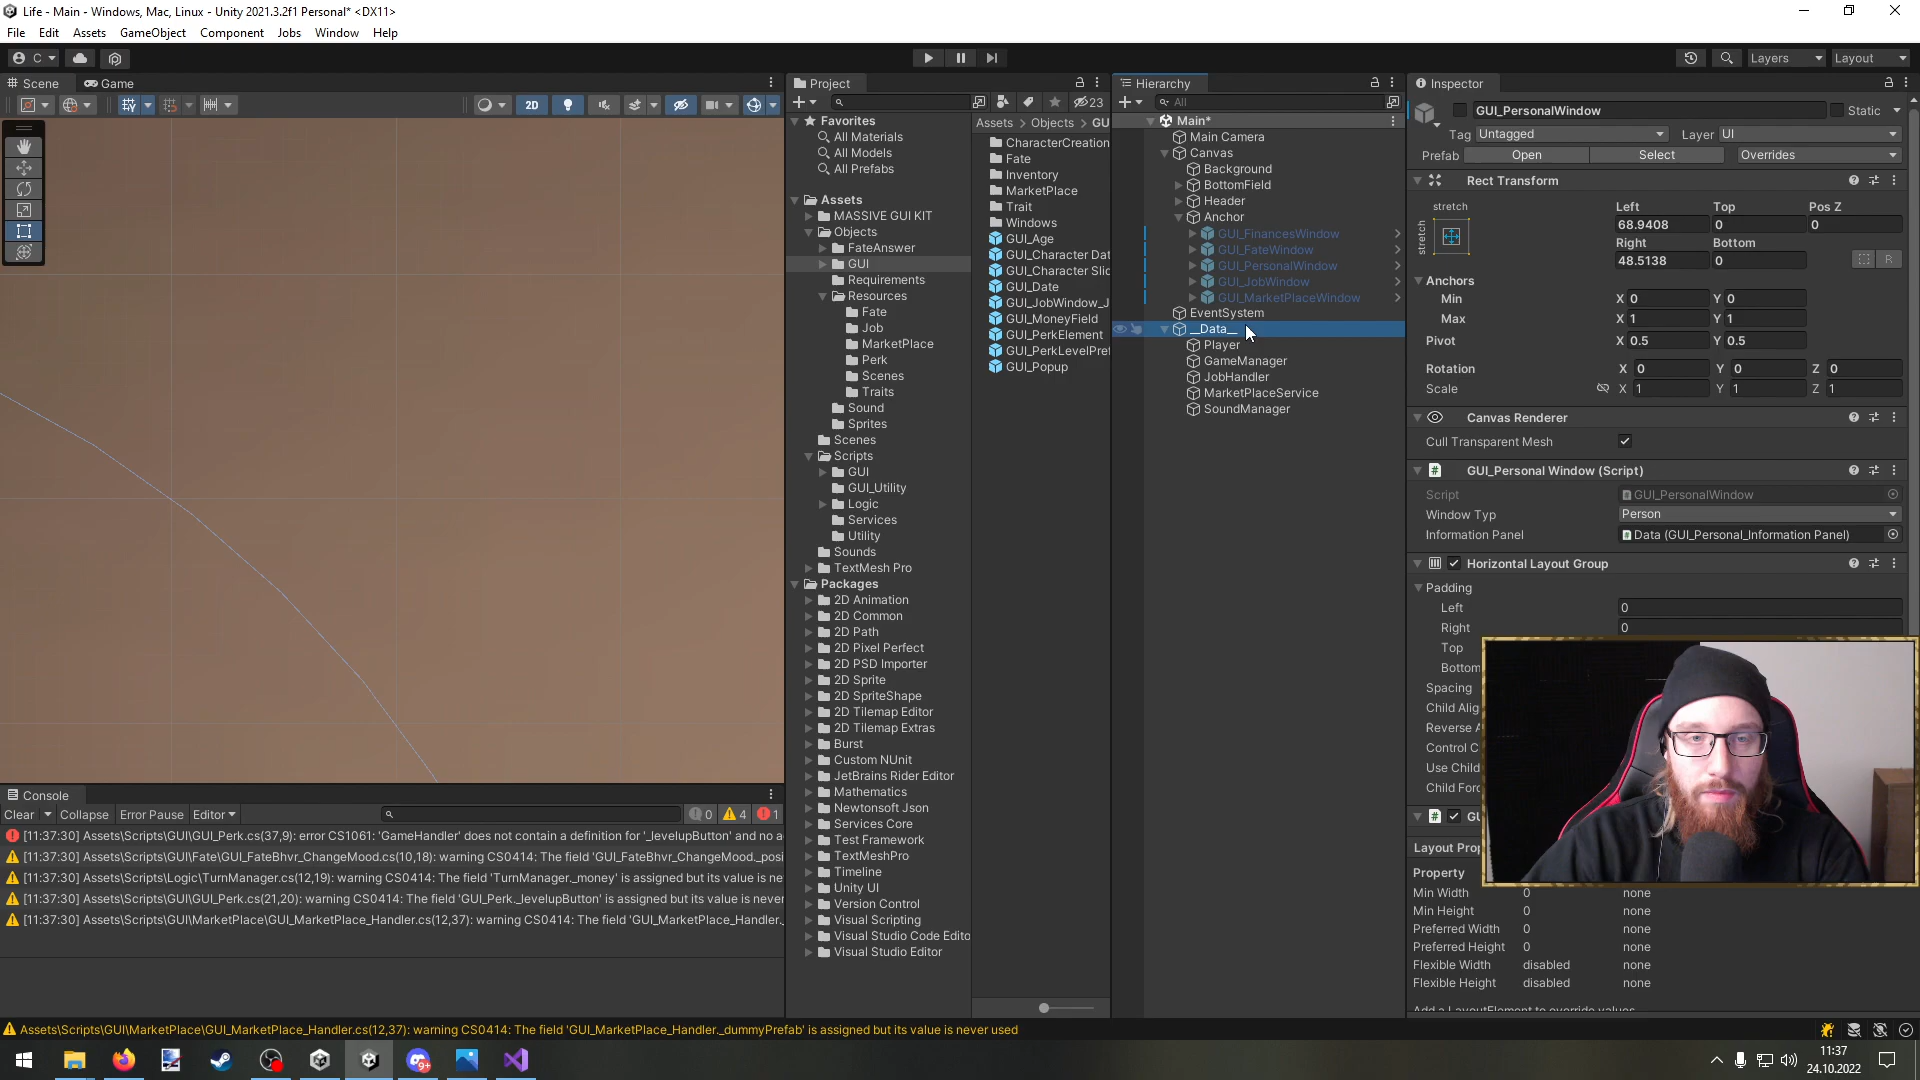 Life - Main - Windows, Mac, Linux - Unity 2021.3.2f1 Personal* <DX11>
File Edit Assets GameObject Component Jobs Window Help
C Layers Layout
Scene Game
2D
Project
23
Favorites
All Materials
All Models
All Prefabs
Assets
MASSIVE GUI KIT
Objects
FateAnswer
GUI
Requirements
Resources
Fate
Job
MarketPlace
Perk
Scenes
Traits
Sound
Sprites
Scenes
Scripts
GUI
GUI_Utility
Logic
Services
Utility
Sounds
TextMesh Pro
Packages
2D Animation
2D Common
2D Path
2D Pixel Perfect
2D PSD Importer
2D Sprite
2D SpriteShape
2D Tilemap Editor
2D Tilemap Extras
Burst
Custom NUnit
JetBrains Rider Editor
Mathematics
Newtonsoft Json
Services Core
Test Framework
TextMeshPro
Timeline
Unity UI
Version Control
Visual Scripting
Visual Studio Code Edito
Visual Studio Editor
Assets > Objects > GU
CharacterCreation
Fate
Inventory
MarketPlace
Trait
Windows
GUI_Age
GUI_Character Dat
GUI_Character Slic
GUI_Date
GUI_JobWindow_J
GUI_MoneyField
GUI_PerkElement
GUI_PerkLevelPref
GUI_Popup
Hierarchy
All
Main*
Main Camera
Canvas
Background
BottomField
Header
Anchor
GUI_FinancesWindow
GUI_FateWindow
GUI_PersonalWindow
GUI_JobWindow
GUI_MarketPlaceWindow
EventSystem
__Data__
Player
GameManager
JobHandler
MarketPlaceService
SoundManager
Inspector
GUI_PersonalWindow Static
Tag Untagged Layer UI
Prefab Open Select Overrides
Rect Transform
stretch Left Top Pos Z
stretch 68.9408 0 0
Right Bottom
48.5138 0 R
Anchors
Min X 0 Y 0
Max X 1 Y 1
Pivot X 0.5 Y 0.5
Rotation X 0 Y 0 Z 0
Scale X 1 Y 1 Z 1
Canvas Renderer
Cull Transparent Mesh
GUI_Personal Window (Script)
Script GUI_PersonalWindow
Window Typ Person
Information Panel Data (GUI_Personal_Information Panel)
Horizontal Layout Group
Padding
Left 0
Right 0
Top
Bottom
Spacing
Child Alig
Reverse A
Control C
Use Child
Child Forc
GU
Layout Prop
Property
Min Width 0 none
Min Height 0 none
Preferred Width 0 none
Preferred Height 0 none
Flexible Width disabled none
Flexible Height disabled none
Add a LayoutElement to override values
Console
Clear Collapse Error Pause Editor 0 4 1
[11:37:30] Assets\Scripts\GUI\GUI_Perk.cs(37,9): error CS1061: 'GameHandler' does not contain a definition for '_levelupButton' and no a
[11:37:30] Assets\Scripts\GUI\Fate\GUI_FateBhvr_ChangeMood.cs(10,18): warning CS0414: The field 'GUI_FateBhvr_ChangeMood._posi
[11:37:30] Assets\Scripts\Logic\TurnManager.cs(12,19): warning CS0414: The field 'TurnManager._money' is assigned but its value is ne
[11:37:30] Assets\Scripts\GUI\GUI_Perk.cs(21,20): warning CS0414: The field 'GUI_Perk._levelupButton' is assigned but its value is never
[11:37:30] Assets\Scripts\GUI\MarketPlace\GUI_MarketPlace_Handler.cs(12,37): warning CS0414: The field 'GUI_MarketPlace_Handler._
Assets\Scripts\GUI\MarketPlace\GUI_MarketPlace_Handler.cs(12,37): warning CS0414: The field 'GUI_MarketPlace_Handler._dummyPrefab' is assigned but its value is never used
9+
11:37
24.10.2022